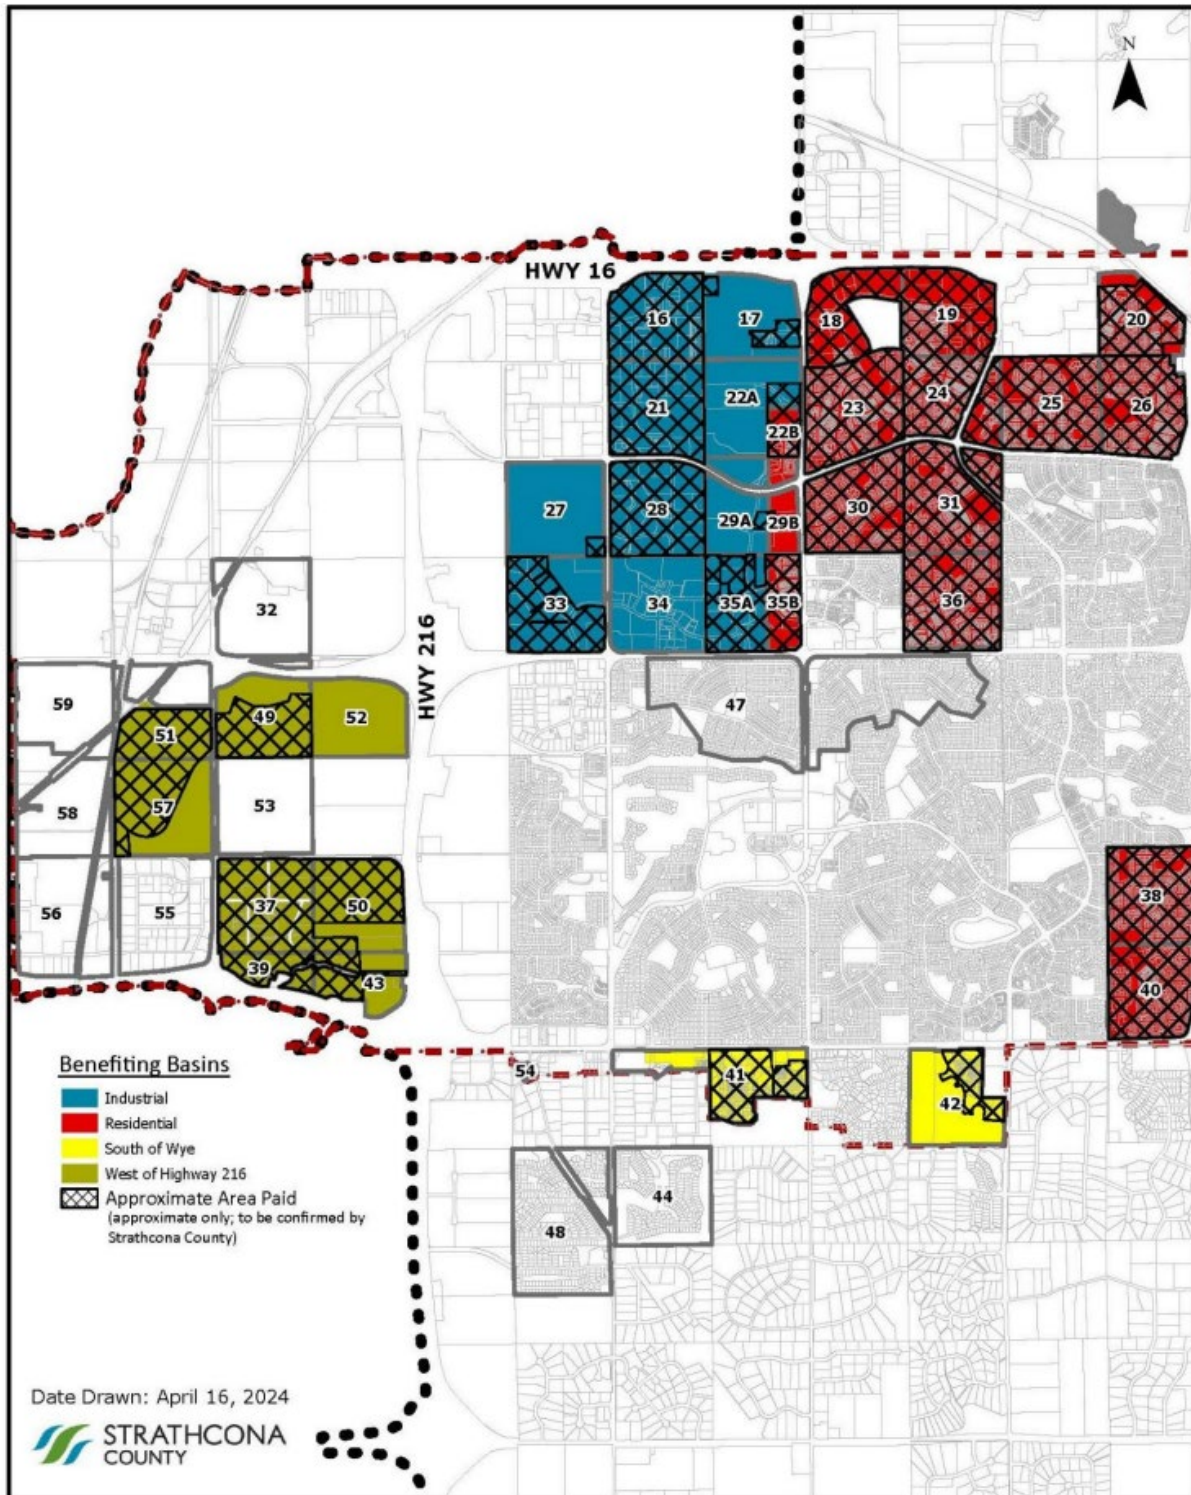 N
HWY 16
16
17
18
19
20
21
22A
22B
23
24
25
26
27
28
29A
29B
30
31
32
33
34
35A
35B
36
HWY 216
59
51
49
52
47
58
57
53
56
55
37
50
38
39
43
40
54
41
42
44
48
Benefiting Basins
Industrial
Residential
South of Wye
West of Highway 216
Approximate Area Paid
(approximate only; to be confirmed by
Strathcona County)
Date Drawn: April 16, 2024
STRATHCONA
COUNTY